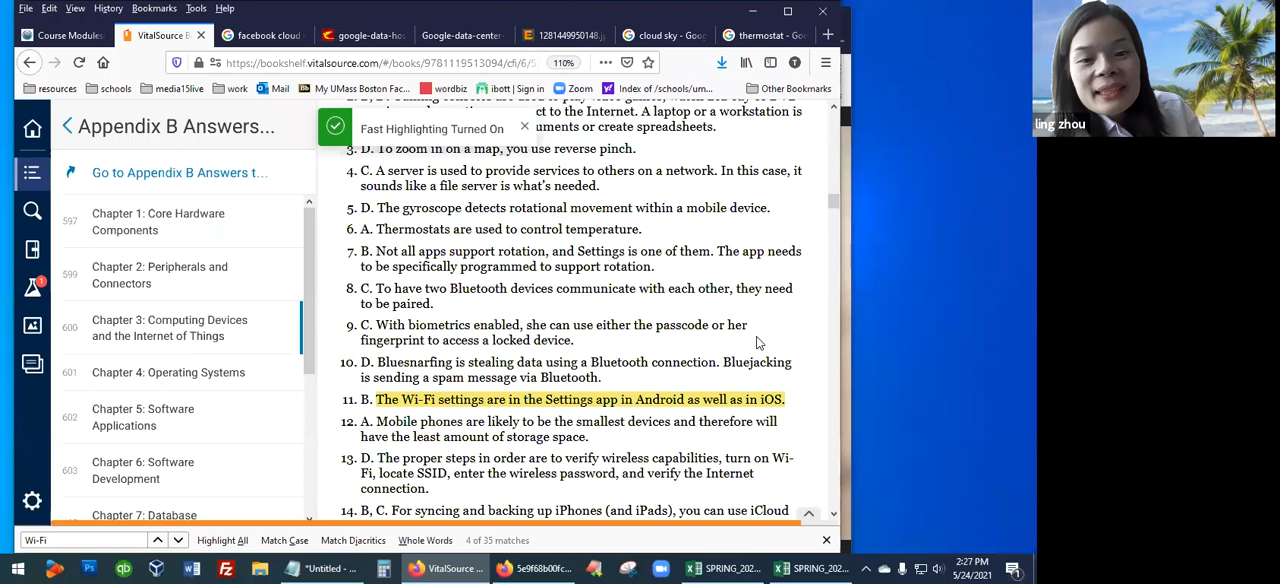 File Edit View History Bookmarks Tools Help
Course Modules:
VitalSource B
facebook cloud
google-data-ho
Google-data-center-
1281449950148.j
cloud sky - Goo
thermostat - Goo
https://bookshelf.vitalsource.com/#/books/9781119513094/cfi/6/5
110%
resources schools media15live work Mail My UMass Boston Fac... wordbiz ibott | Sign in Zoom Index of /schools/um... Other Bookmarks
ling zhou
Appendix B Answers...
Go to Appendix B Answers t...
597 Chapter 1: Core Hardware
Components
599 Chapter 2: Peripherals and
Connectors
600 Chapter 3: Computing Devices
and the Internet of Things
601 Chapter 4: Operating Systems
602 Chapter 5: Software
Applications
603 Chapter 6: Software
Development
Chapter 7: Database
1
Fast Highlighting Turned On
ct to the Internet. A laptop or a workstation is
uments or create spreadsheets.
3. D. To zoom in on a map, you use reverse pinch.
4. C. A server is used to provide services to others on a network. In this case, it
sounds like a file server is what's needed.
5. D. The gyroscope detects rotational movement within a mobile device.
6. A. Thermostats are used to control temperature.
7. B. Not all apps support rotation, and Settings is one of them. The app needs
to be specifically programmed to support rotation.
8. C. To have two Bluetooth devices communicate with each other, they need
to be paired.
9. C. With biometrics enabled, she can use either the passcode or her
fingerprint to access a locked device.
10. D. Bluesnarfing is stealing data using a Bluetooth connection. Bluejacking
is sending a spam message via Bluetooth.
11. B. The Wi-Fi settings are in the Settings app in Android as well as in iOS.
12. A. Mobile phones are likely to be the smallest devices and therefore will
have the least amount of storage space.
13. D. The proper steps in order are to verify wireless capabilities, turn on Wi-
Fi, locate SSID, enter the wireless password, and verify the Internet
connection.
14. B, C. For syncing and backing up iPhones (and iPads), you can use iCloud
Wi-Fi Highlight All Match Case Match Diacritics Whole Words 4 of 35 matches
*Untitled - ...
VitalSource ...
5e9f68b00fc...
SPRING_202...
SPRING_202...
2:27 PM
5/24/2021
1